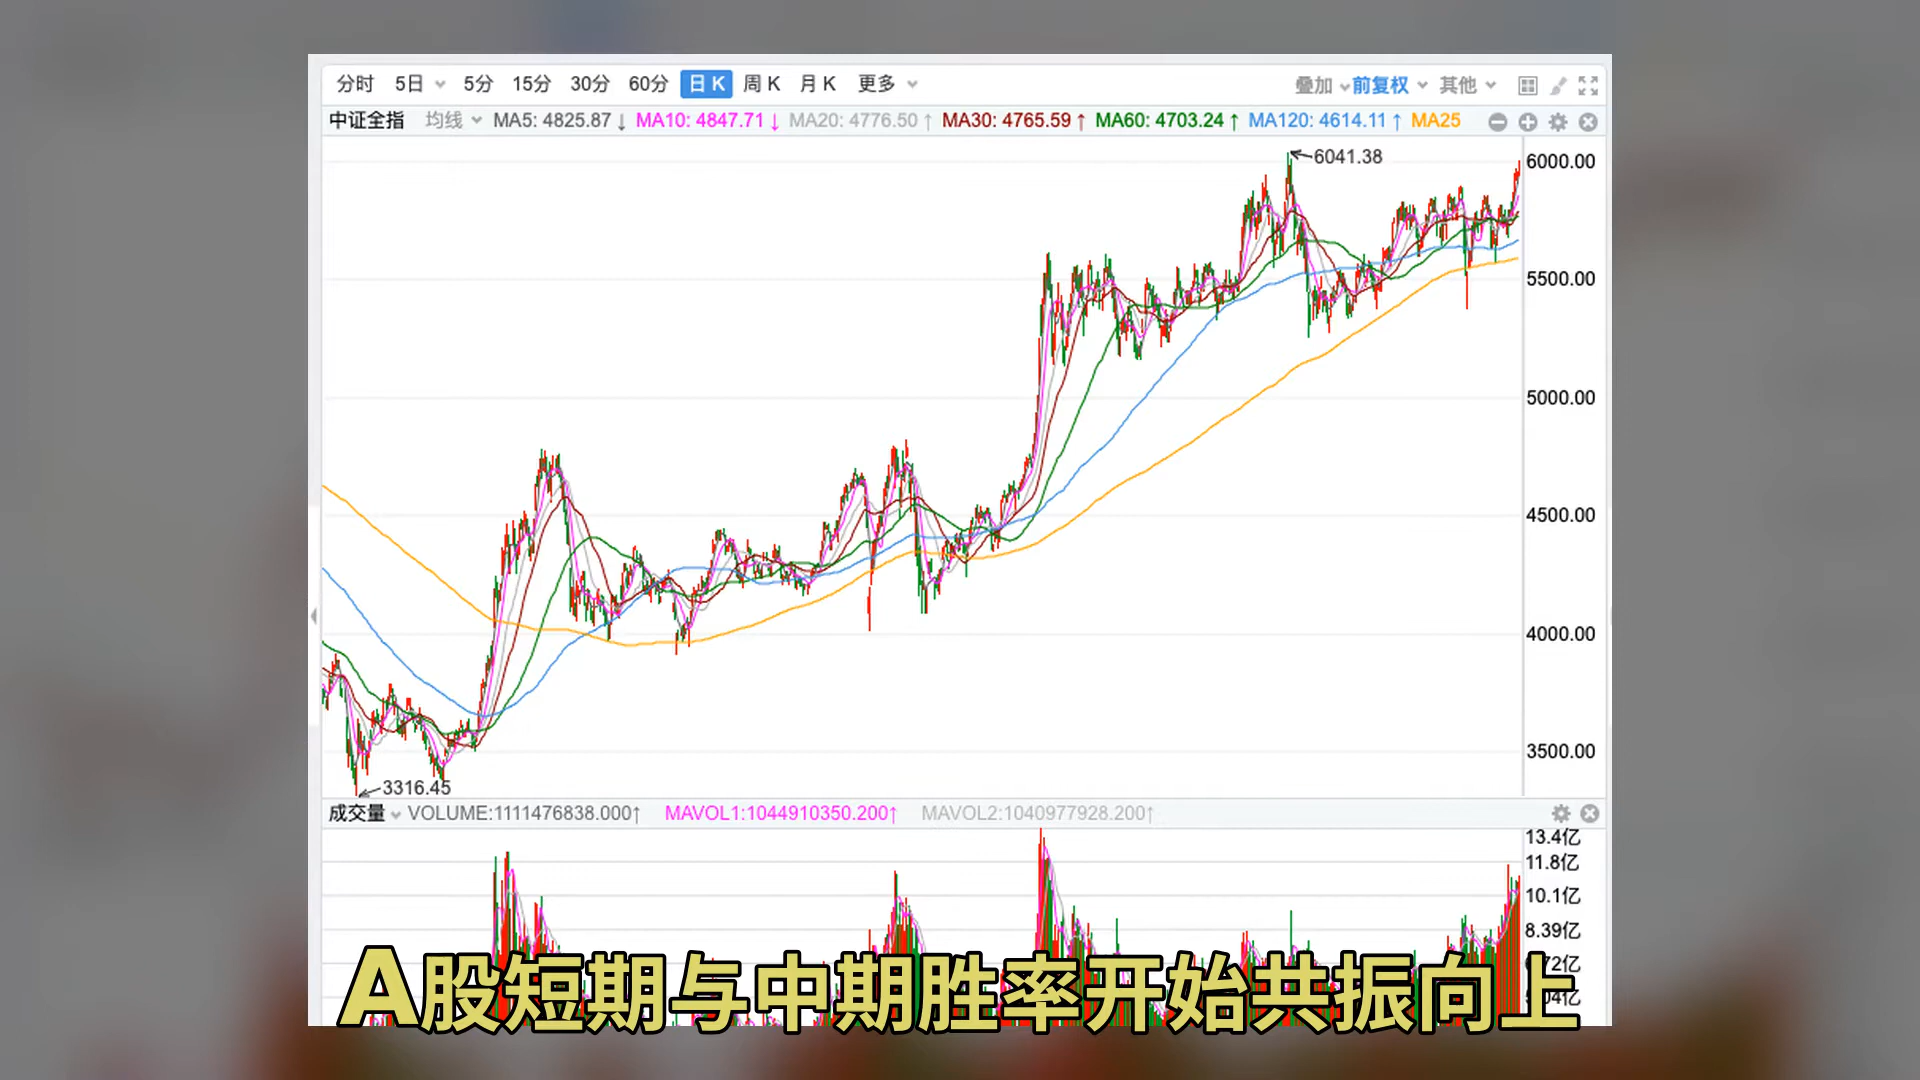 分时 5日 5分 15分 30分 60分 日K 周K 月K 更多 叠加 前复权 其他
中证全指 均线 MA5: 4825.87↓ MA10: 4847.71↓ MA20: 4776.50↑ MA30: 4765.59↑ MA60: 4703.24↑ MA120: 4614.11↑ MA25
6041.38
6000.00
5500.00
5000.00
4500.00
4000.00
3500.00
3316.45
成交量 VOLUME:1111476838.000↑ MAVOL1:1044910350.200↑ MAVOL2:1040977928.200↑
13.4亿
11.8亿
10.1亿
8.39亿
A股短期与中期胜率开始共振向上